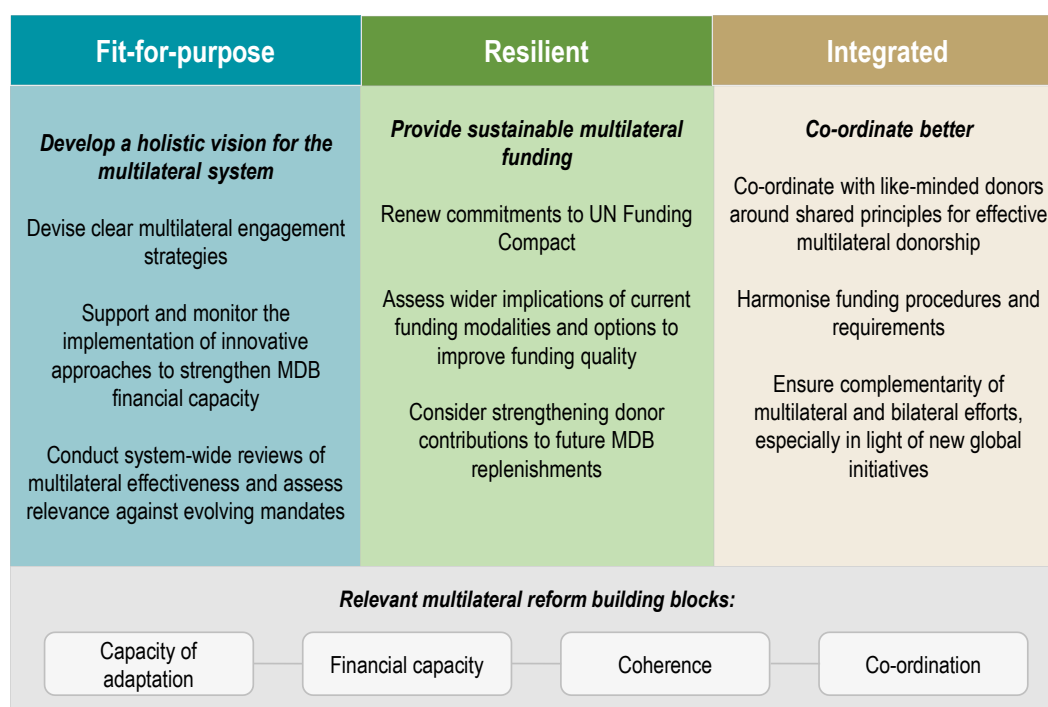 Fit-for-purpose
Develop a holistic vision for the
multilateral system
Devise clear multilateral engagement
strategies
Support and monitor the
implementation of innovative
approaches to strengthen MDB
financial capacity
Conduct system-wide reviews of
multilateral effectiveness and assess
relevance against evolving mandates
Resilient
Provide sustainable multilateral
funding
Renew commitments to UN Funding
Compact
Assess wider implications of current
funding modalities and options to
improve funding quality
Consider strengthening donor
contributions to future MDB
replenishments
Integrated
Co-ordinate better
Co-ordinate with like-minded donors
around shared principles for effective
multilateral donorship
Harmonise funding procedures and
requirements
Ensure complementarity of
multilateral and bilateral efforts,
especially in light of new global
initiatives
Relevant multilateral reform building blocks:
Capacity of
adaptation
Financial capacity
Coherence
Co-ordination